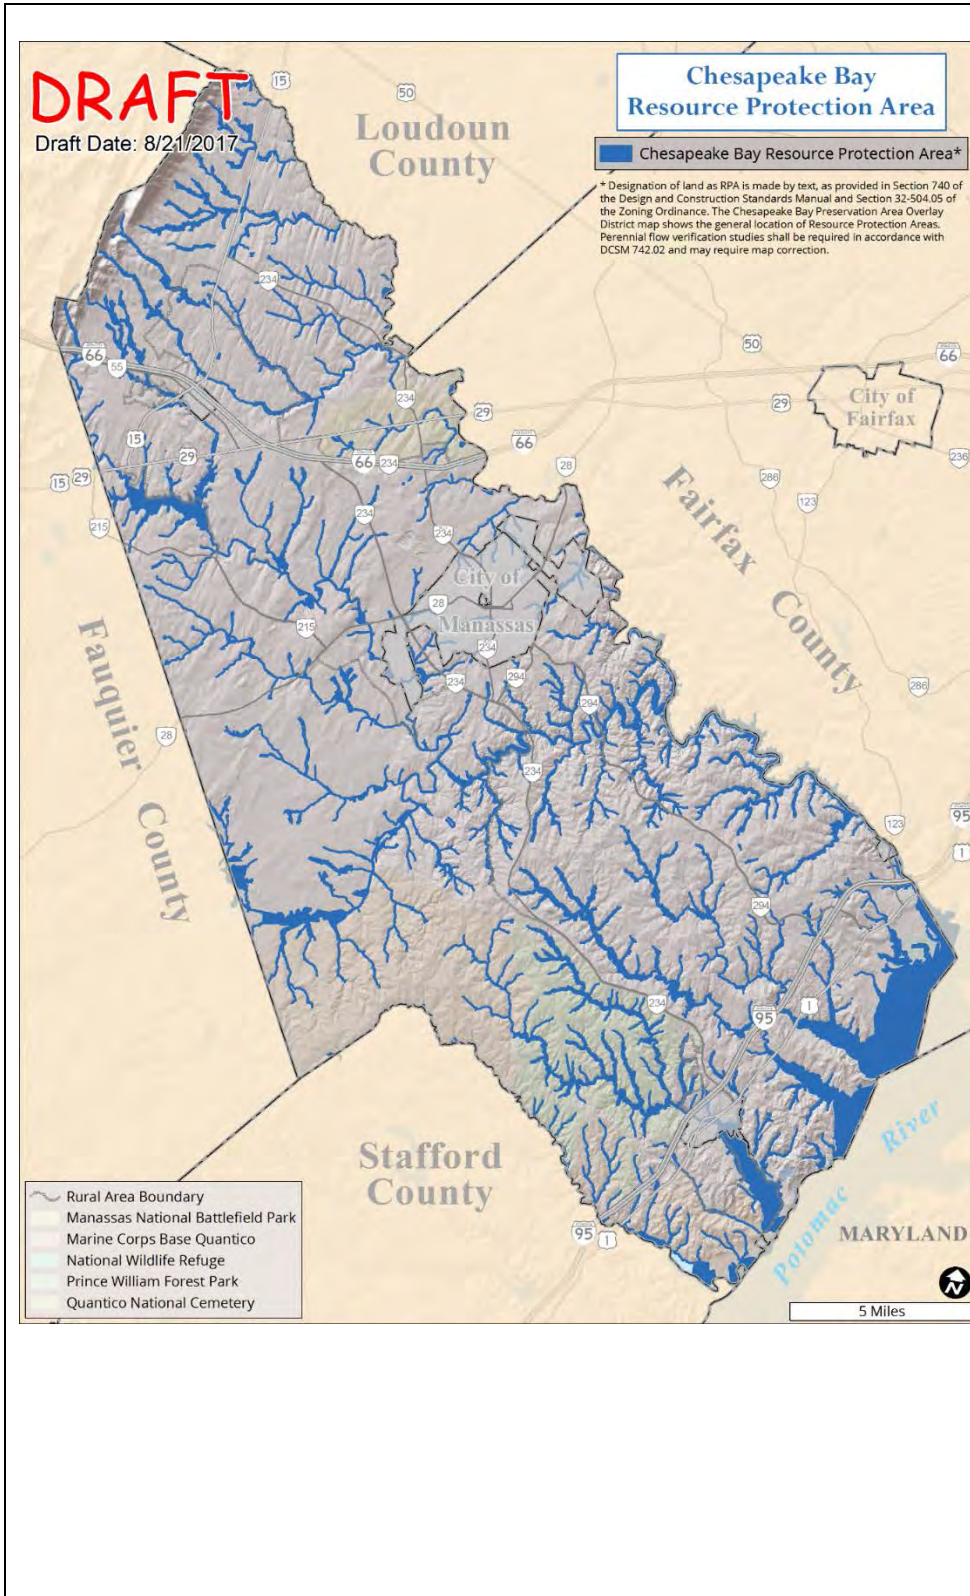 DRAFT
Draft Date: 8/21/2017
Chesapeake Bay
Resource Protection Area
Chesapeake Bay Resource Protection Area*
* Designation of land as RPA is made by text, as provided in Section 740 of
the Design and Construction Standards Manual and Section 32-504.05 of
the Zoning Ordinance. The Chesapeake Bay Preservation Area Overlay
District map shows the general location of Resource Protection Areas.
Perennial flow verification studies shall be required in accordance with
DCSM 742.02 and may require map correction.
15
50
Loudoun
County
234
50
66
66
55
29
City of
Fairfax
234
29
15
29
66
236
15
29
66
234
28
286
123
215
234
234
Fairfax
County
City of
Manassas
28
215
234
234
294
294
286
Fauquier
County
28
234
123
95
1
294
234
95
1
Stafford
County
95
1
Potomac
River
MARYLAND
Rural Area Boundary
Manassas National Battlefield Park
Marine Corps Base Quantico
National Wildlife Refuge
Prince William Forest Park
Quantico National Cemetery
N
5 Miles